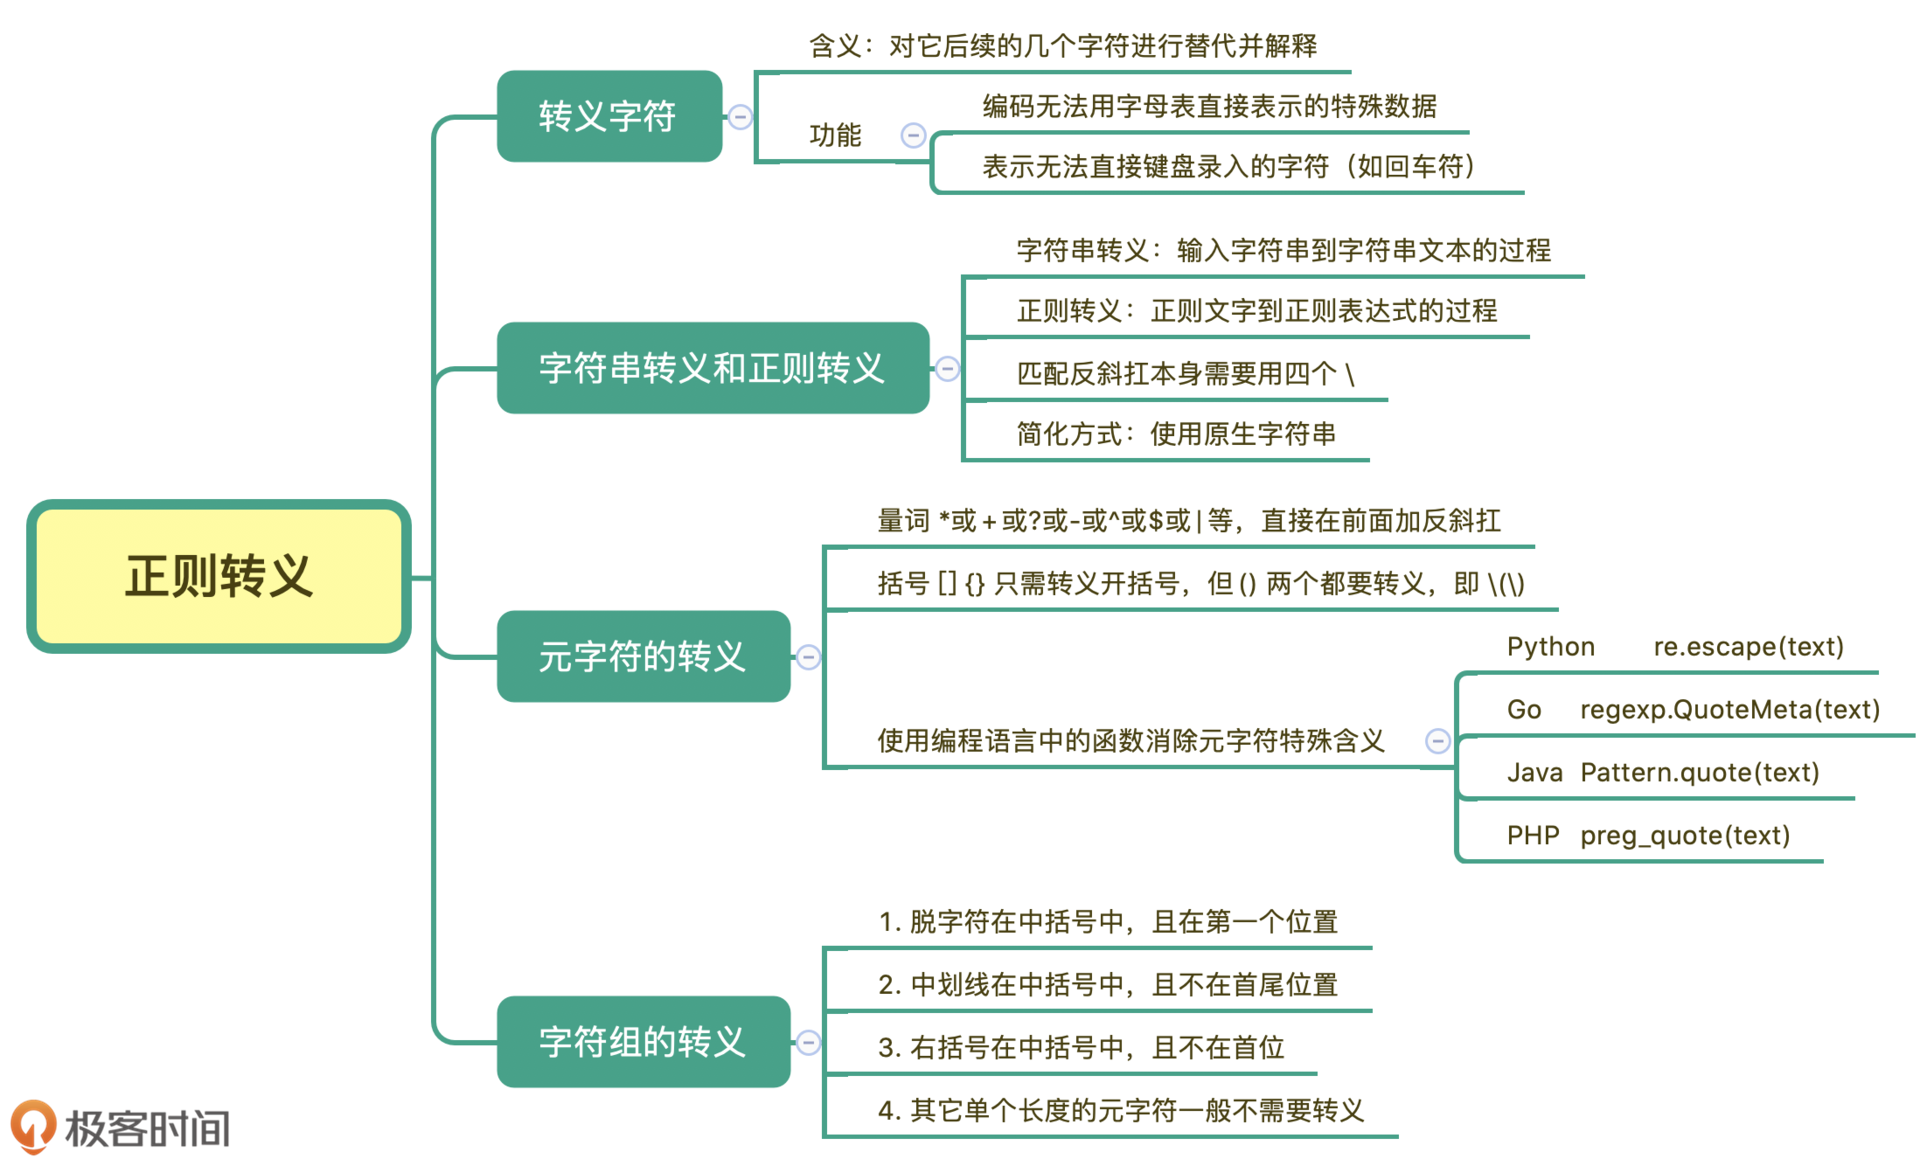 正则转义
转义字符
含义：对它后续的几个字符进行替代并解释
功能
编码无法用字母表直接表示的特殊数据
表示无法直接键盘录入的字符（如回车符）
字符串转义和正则转义
字符串转义：输入字符串到字符串文本的过程
正则转义：正则文字到正则表达式的过程
匹配反斜扛本身需要用四个 \
简化方式：使用原生字符串
元字符的转义
量词 *或+或?或-或^或$或|等，直接在前面加反斜扛
括号 [] {} 只需转义开括号，但 () 两个都要转义，即 \(\)
使用编程语言中的函数消除元字符特殊含义
Python re.escape(text)
Go regexp.QuoteMeta(text)
Java Pattern.quote(text)
PHP preg_quote(text)
字符组的转义
1. 脱字符在中括号中，且在第一个位置
2. 中划线在中括号中，且不在首尾位置
3. 右括号在中括号中，且不在首位
4. 其它单个长度的元字符一般不需要转义
极客时间